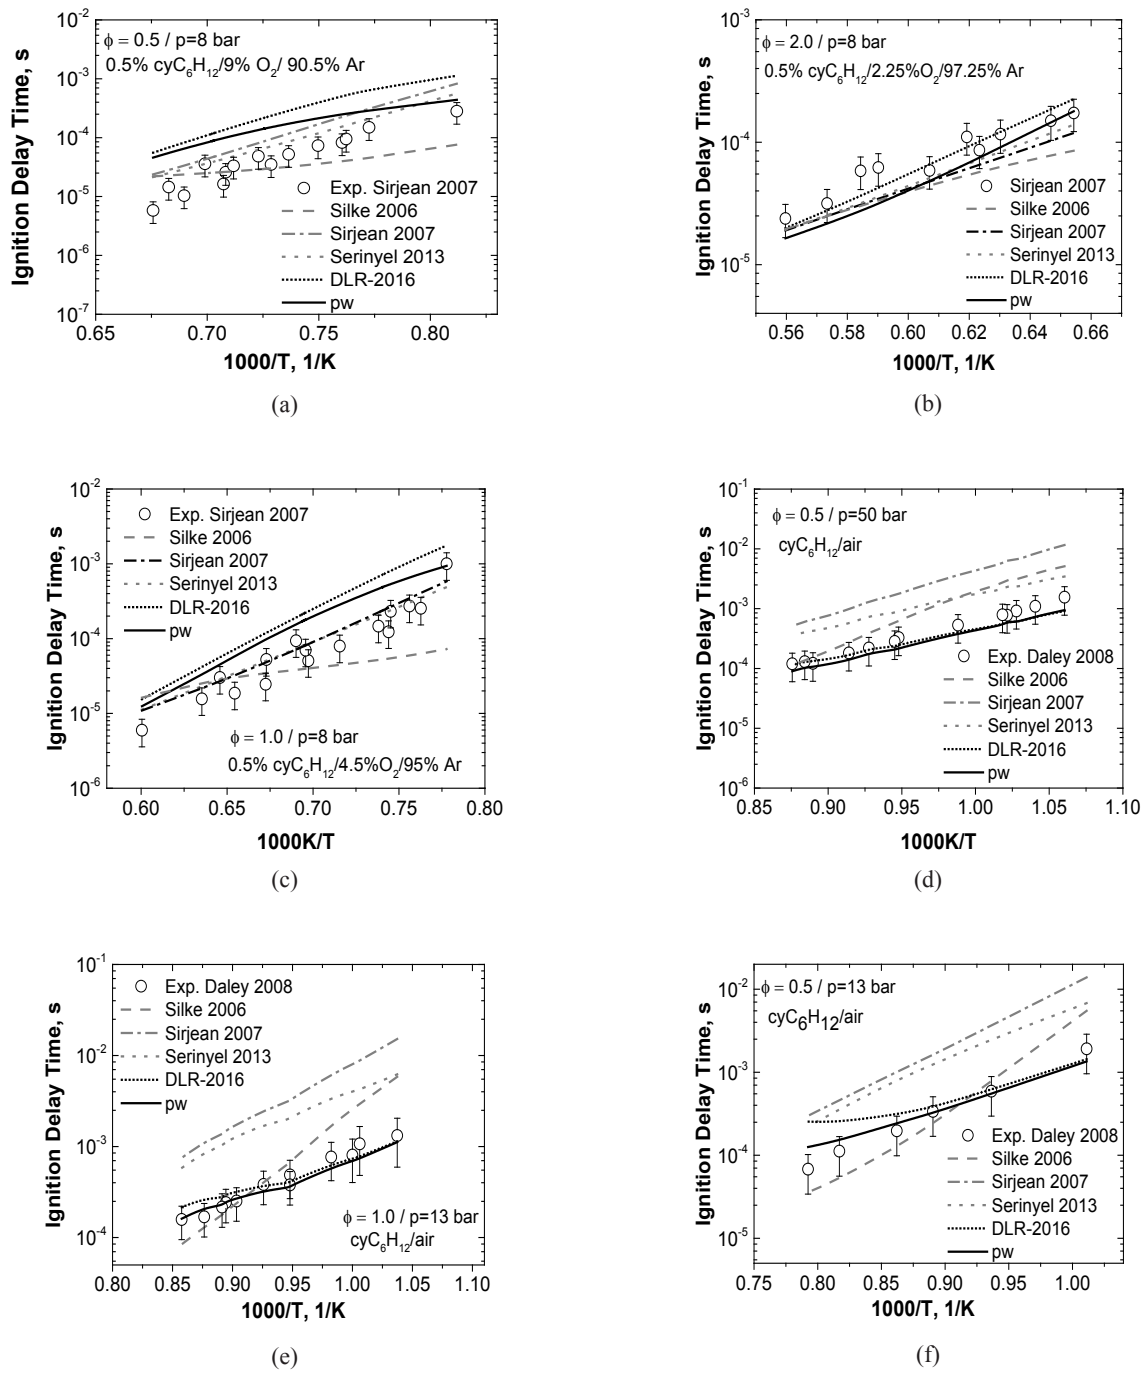 Ignition Delay Time, s
10⁻²
10⁻³
10⁻⁴
10⁻⁵
10⁻⁶
10⁻⁷
ϕ = 0.5 / p=8 bar
0.5% cyC₆H₁₂/9% O₂/ 90.5% Ar
Exp. Sirjean 2007
Silke 2006
Sirjean 2007
Serinyel 2013
DLR-2016
pw
0.65 0.70 0.75 0.80
1000/T, 1/K
(a)
Ignition Delay Time, s
10⁻³
10⁻⁴
10⁻⁵
ϕ = 2.0 / p=8 bar
0.5% cyC₆H₁₂/2.25%O₂/97.25% Ar
Sirjean 2007
Silke 2006
Sirjean 2007
Serinyel 2013
DLR-2016
pw
0.56 0.58 0.60 0.62 0.64 0.66
1000/T, 1/K
(b)
Ignition Delay Time, s
10⁻²
10⁻³
10⁻⁴
10⁻⁵
10⁻⁶
Exp. Sirjean 2007
Silke 2006
Sirjean 2007
Serinyel 2013
DLR-2016
pw
ϕ = 1.0 / p=8 bar
0.5% cyC₆H₁₂/4.5%O₂/95% Ar
0.60 0.65 0.70 0.75 0.80
1000K/T
(c)
Ignition Delay Time, s
10⁻¹
10⁻²
10⁻³
10⁻⁴
10⁻⁵
10⁻⁶
ϕ = 0.5 / p=50 bar
cyC₆H₁₂/air
Exp. Daley 2008
Silke 2006
Sirjean 2007
Serinyel 2013
DLR-2016
pw
0.85 0.90 0.95 1.00 1.05 1.10
1000K/T
(d)
Ignition Delay Time, s
10⁻¹
10⁻²
10⁻³
10⁻⁴
Exp. Daley 2008
Silke 2006
Sirjean 2007
Serinyel 2013
DLR-2016
pw
ϕ = 1.0 / p=13 bar
cyC₆H₁₂/air
0.80 0.85 0.90 0.95 1.00 1.05 1.10
1000/T, 1/K
(e)
Ignition Delay Time, s
10⁻²
10⁻³
10⁻⁴
10⁻⁵
ϕ = 0.5 / p=13 bar
cyC₆H₁₂/air
Exp. Daley 2008
Silke 2006
Sirjean 2007
Serinyel 2013
DLR-2016
pw
0.75 0.80 0.85 0.90 0.95 1.00
1000/T, 1/K
(f)